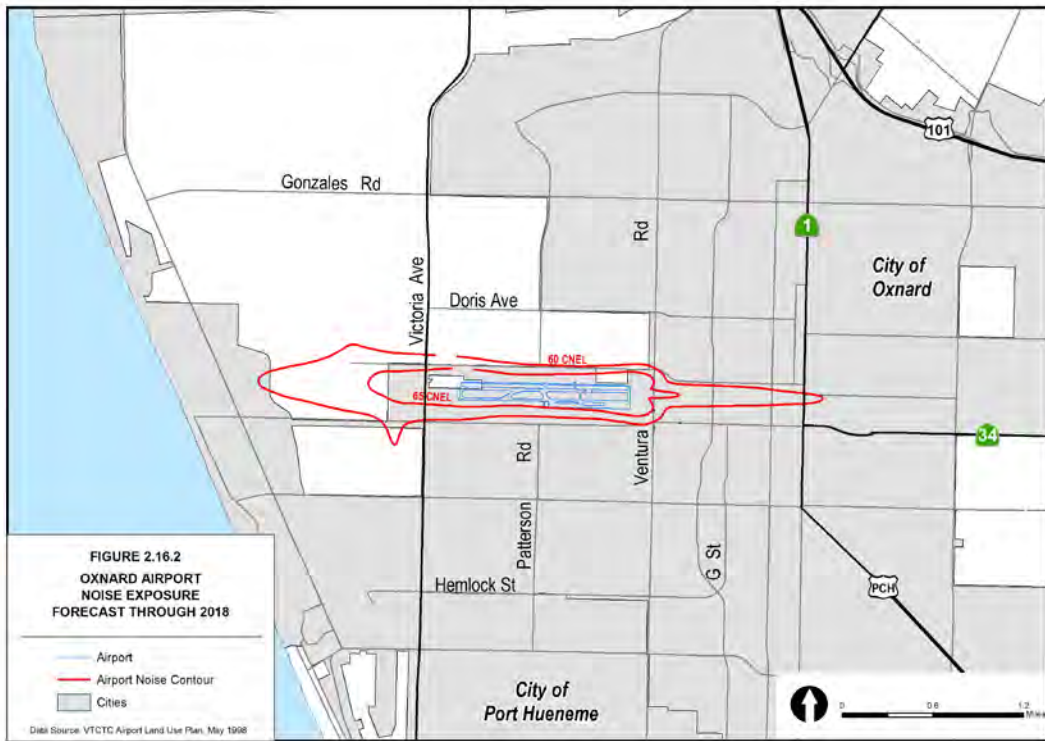 101
Gonzales Rd
Rd
1
City of
Oxnard
Victoria Ave
Doris Ave
60 CNEL
65 CNEL
34
Rd
Ventura
Patterson
G St
Hemlock St
PCH
City of
Port Hueneme
FIGURE 2.16.2
OXNARD AIRPORT
NOISE EXPOSURE
FORECAST THROUGH 2018
Airport
Airport Noise Contour
Cities
Data Source: VTCTC Airport Land Use Plan, May 1998
0 0.6 1.2
Miles